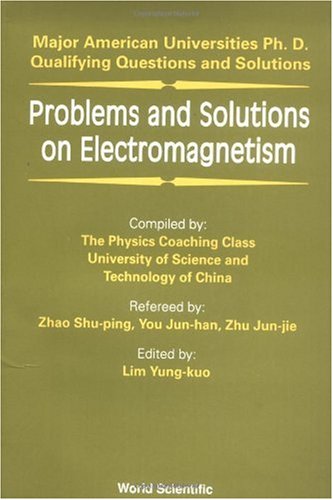 Major American Universities Ph. D.
Qualifying Questions and Solutions
Problems and Solutions
on Electromagnetism
Compiled by:
The Physics Coaching Class
University of Science and
Technology of China
Refereed by:
Zhao Shu-ping, You Jun-han, Zhu Jun-jie
Edited by:
Lim Yung-kuo
World Scientific